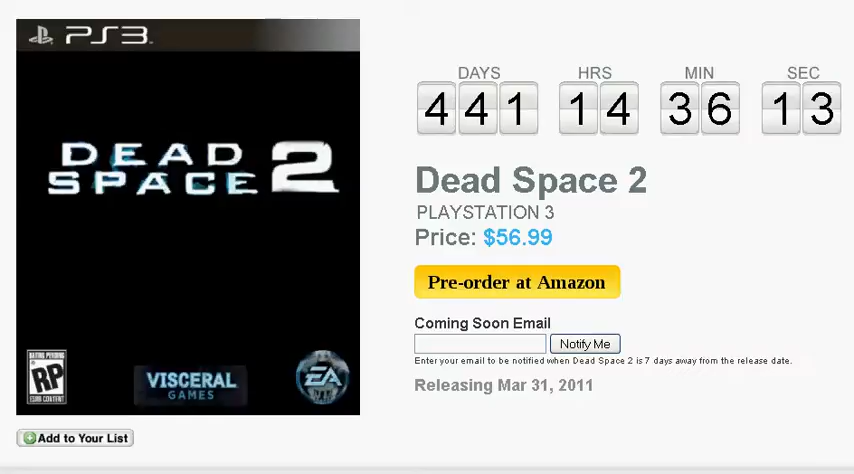 PS3
DEAD
SPACE 2
RATING PENDING
RP
VISCERAL
GAMES
EA
Add to Your List
DAYS HRS MIN SEC
441 14 36 13
Dead Space 2
PLAYSTATION 3
Price: $56.99
Pre-order at Amazon
Coming Soon Email
Notify Me
Enter your email to be notified when Dead Space 2 is 7 days away from the release date.
Releasing Mar 31, 2011